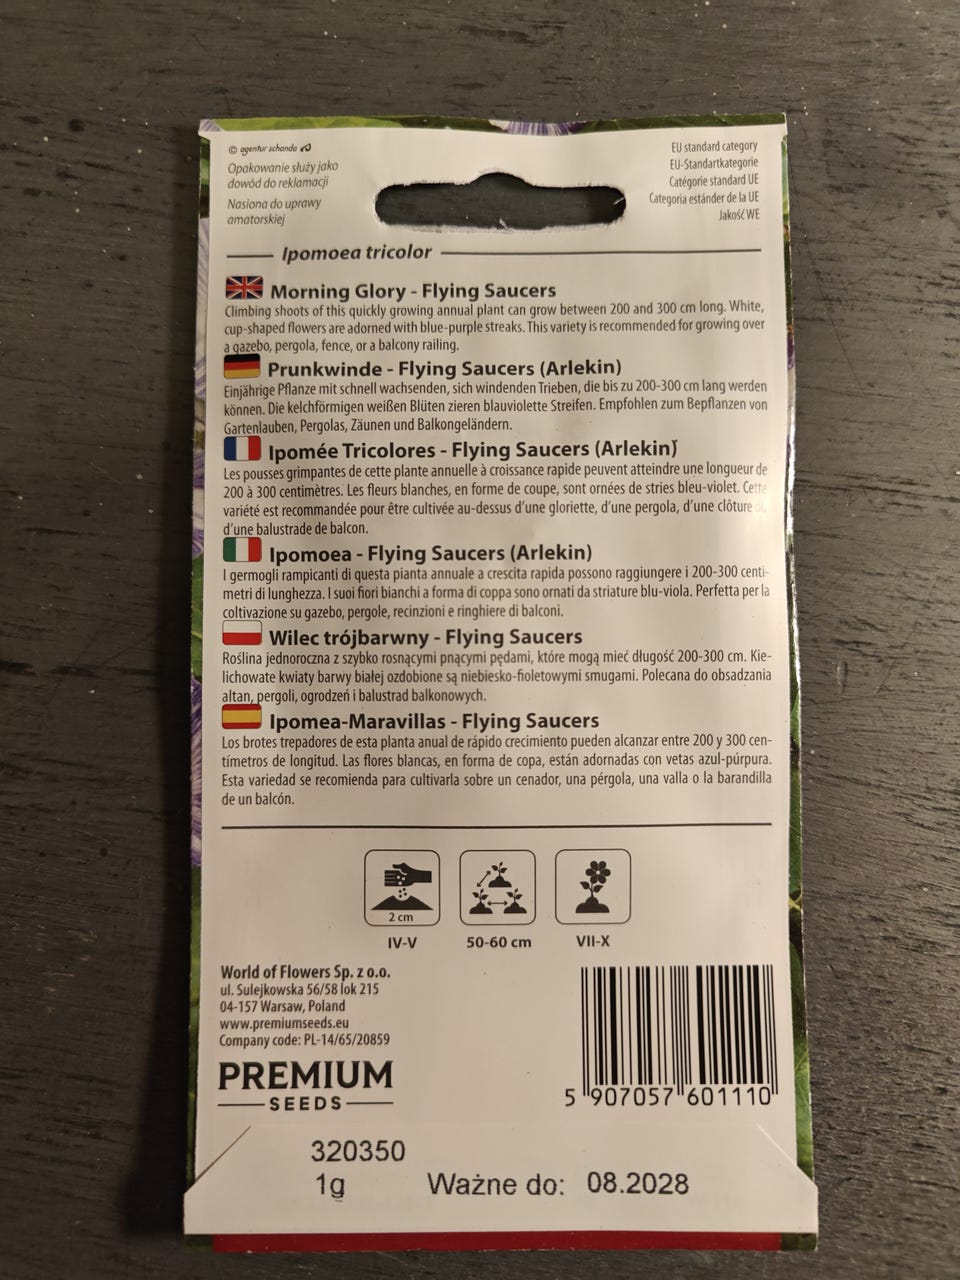 © agentur schanda
Opakowanie służy jako
dowód do reklamacji
Nasiona do uprawy
amatorskiej
EU standard category
EU-Standartkategorie
Catégorie standard UE
Categoria estánder de la UE
Jakość WE
Ipomoea tricolor
Morning Glory - Flying Saucers
Climbing shoots of this quickly growing annual plant can grow between 200 and 300 cm long. White,
cup-shaped flowers are adorned with blue-purple streaks. This variety is recommended for growing over
a gazebo, pergola, fence, or a balcony railing.
Prunkwinde - Flying Saucers (Arlekin)
Einjährige Pflanze mit schnell wachsenden, sich windenden Trieben, die bis zu 200-300 cm lang werden
können. Die kelchförmigen weißen Blüten zieren blauviolette Streifen. Empfohlen zum Bepflanzen von
Gartenlauben, Pergolas, Zäunen und Balkongeländern.
Ipomée Tricolores - Flying Saucers (Arlekin)
Les pousses grimpantes de cette plante annuelle à croissance rapide peuvent atteindre une longueur de
200 à 300 centimètres. Les fleurs blanches, en forme de coupe, sont ornées de stries bleu-violet. Cette
variété est recommandée pour être cultivée au-dessus d'une gloriette, d'une pergola, d'une clôture ou
d'une balustrade de balcon.
Ipomoea - Flying Saucers (Arlekin)
I germogli rampicanti di questa pianta annuale a crescita rapida possono raggiungere i 200-300 centi-
metri di lunghezza. I suoi fiori bianchi a forma di coppa sono ornati da striature blu-viola. Perfetta per la
coltivazione su gazebo, pergole, recinzioni e ringhiere di balconi.
Wilec trójbarwny - Flying Saucers
Roślina jednoroczna z szybko rosnącymi pnącymi pędami, które mogą mieć długość 200-300 cm. Kie-
lichowate kwiaty barwy białej ozdobione są niebiesko-fioletowymi smugami. Polecana do obsadzania
altan, pergoli, ogrodzeń i balustrad balkonowych.
Ipomea-Maravillas - Flying Saucers
Los brotes trepadores de esta planta anual de rápido crecimiento pueden alcanzar entre 200 y 300 cen-
tímetros de longitud. Las flores blancas, en forma de copa, están adornadas con vetas azul-púrpura.
Esta variedad se recomienda para cultivarla sobre un cenador, una pérgola, una valla o la barandilla
de un balcón.
2 cm
IV-V
50-60 cm
VII-X
World of Flowers Sp. z o.o.
ul. Sulejkowska 56/58 lok 215
04-157 Warsaw, Poland
www.premiumseeds.eu
Company code: PL-14/65/20859
PREMIUM
SEEDS
5 907057 601110
320350
1g
Ważne do: 08.2028